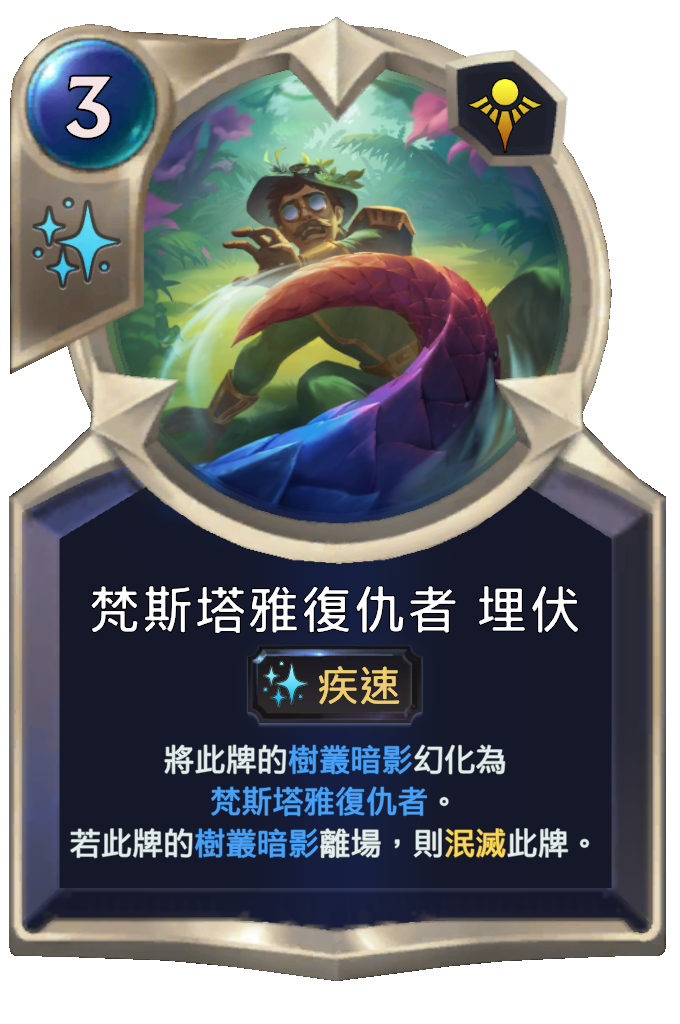 3
梵斯塔雅復仇者 埋伏
疾速
將此牌的樹叢暗影幻化為
梵斯塔雅復仇者。
若此牌的樹叢暗影離場，則泯滅此牌。